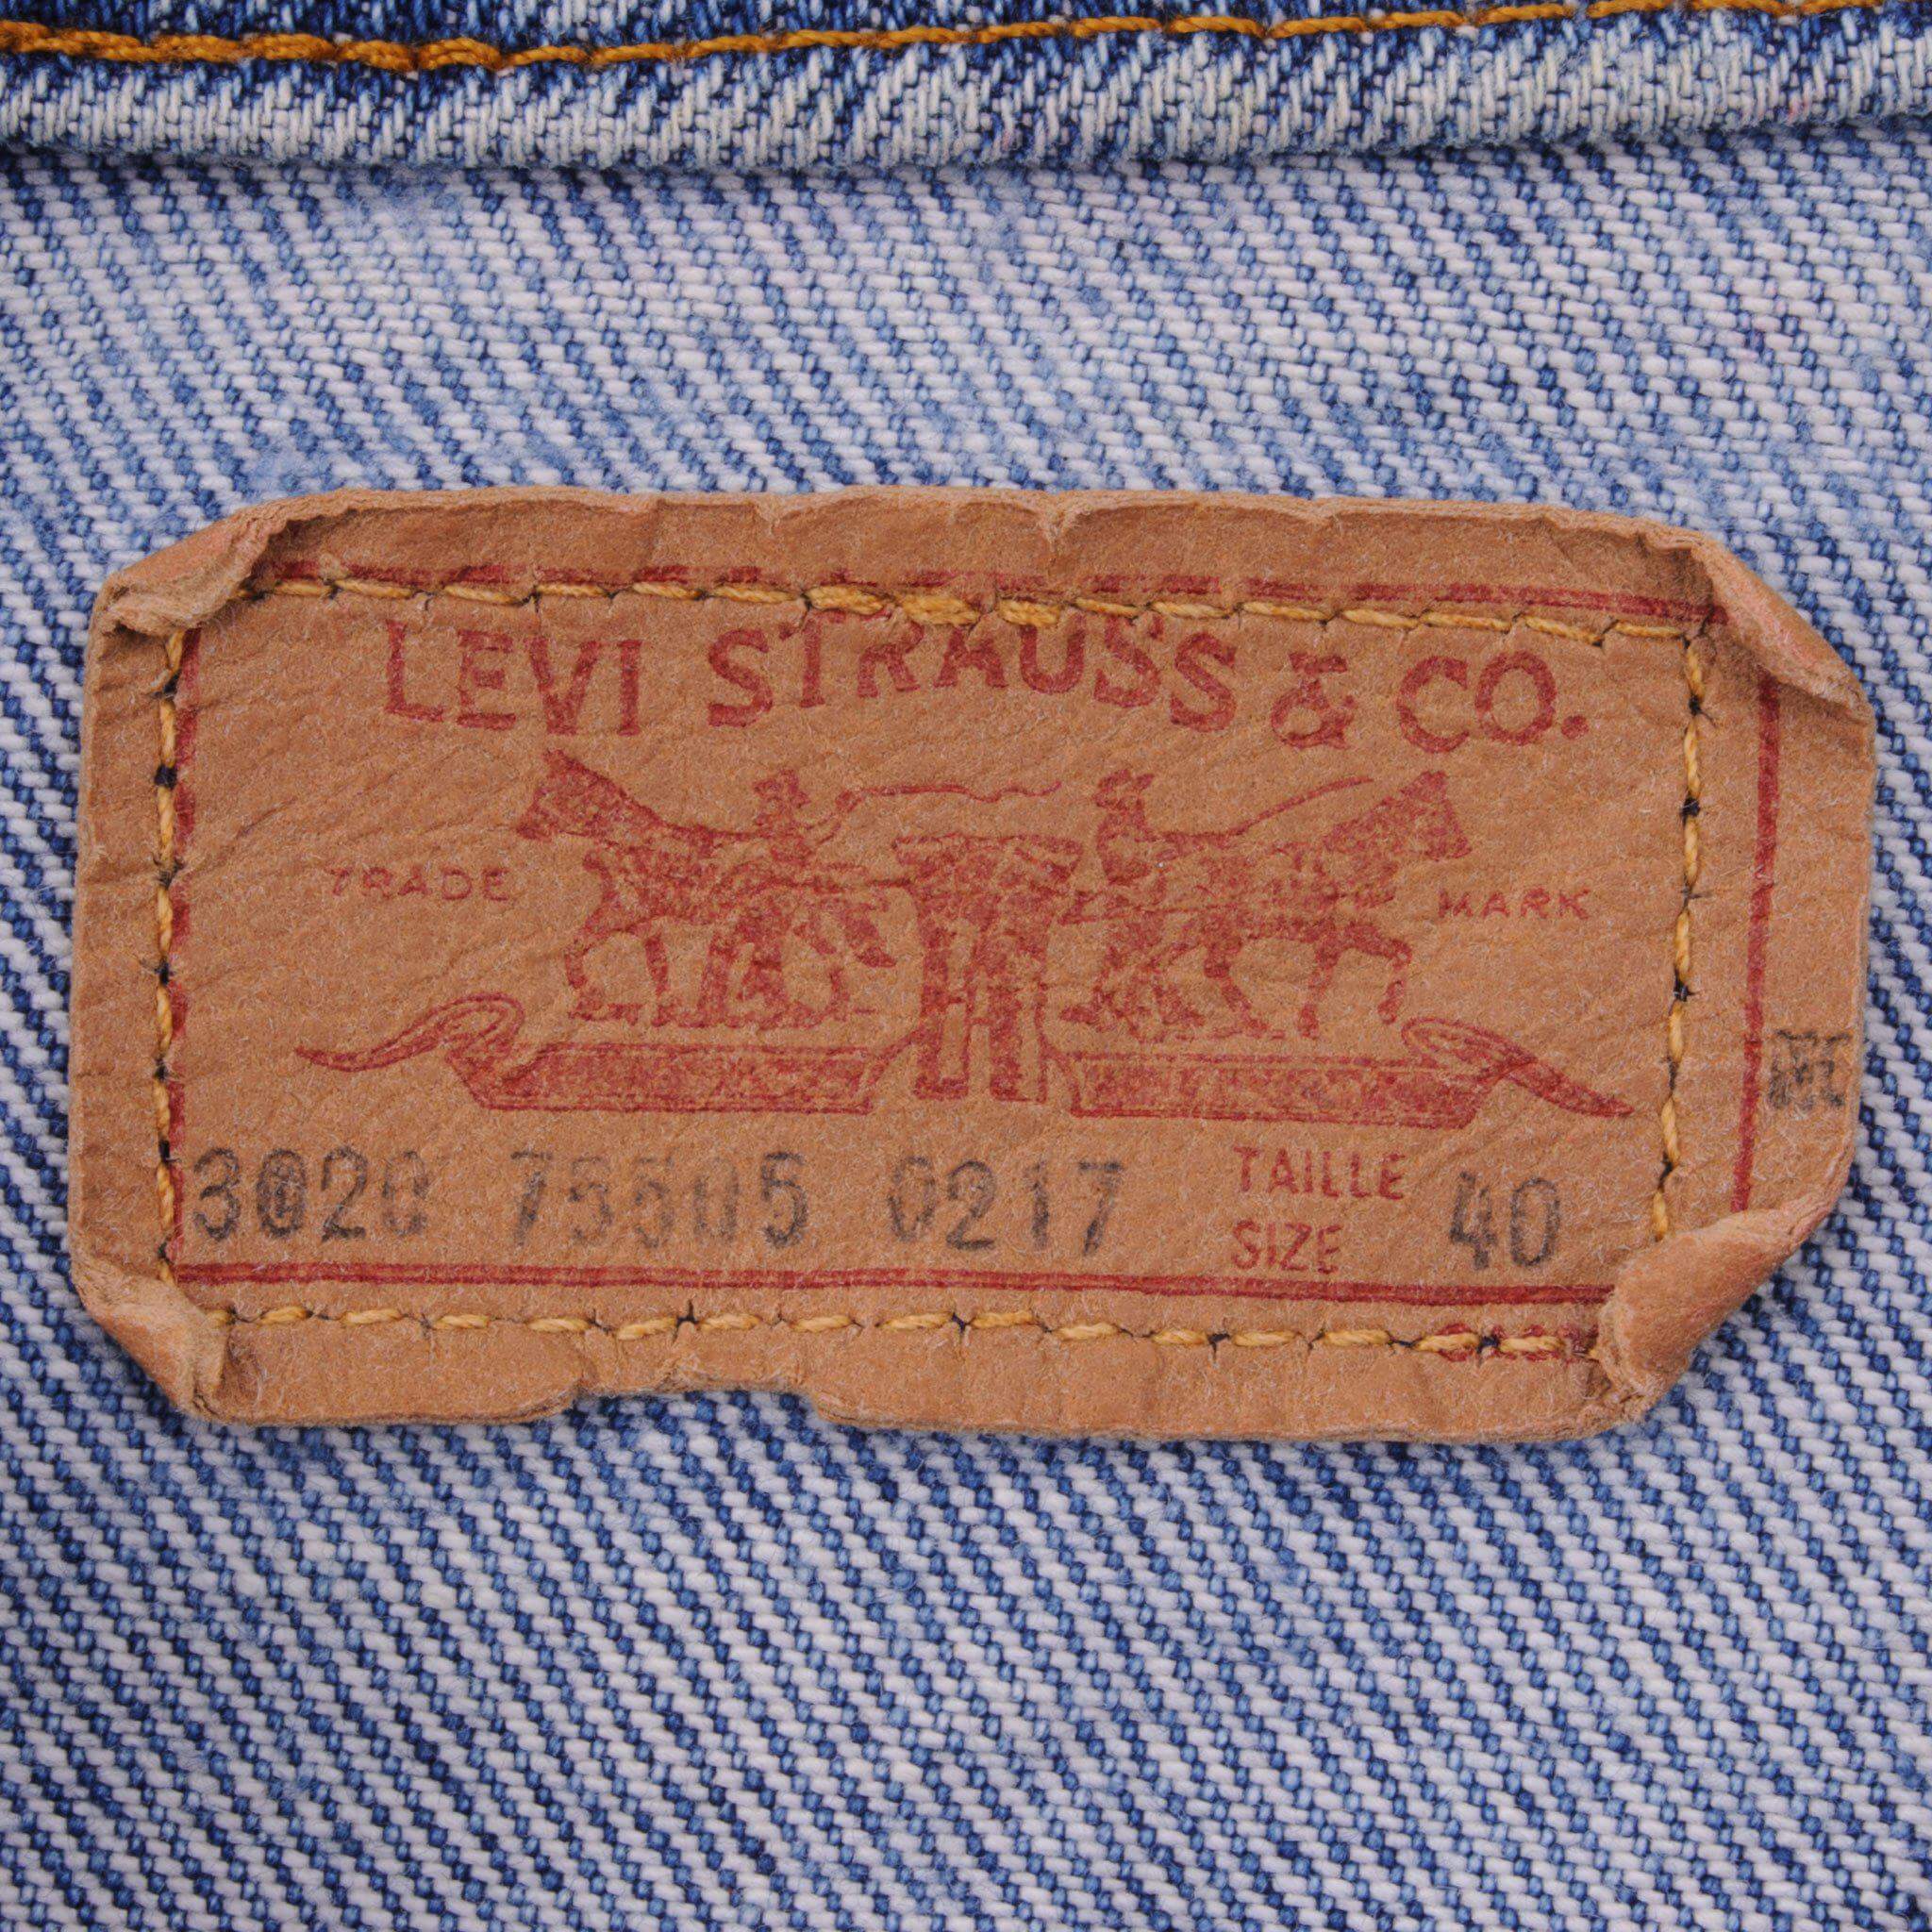 LEVI STRAUSS & CO.
TRADE MARK
3020 75505 0217 TAILLE 40
SIZE